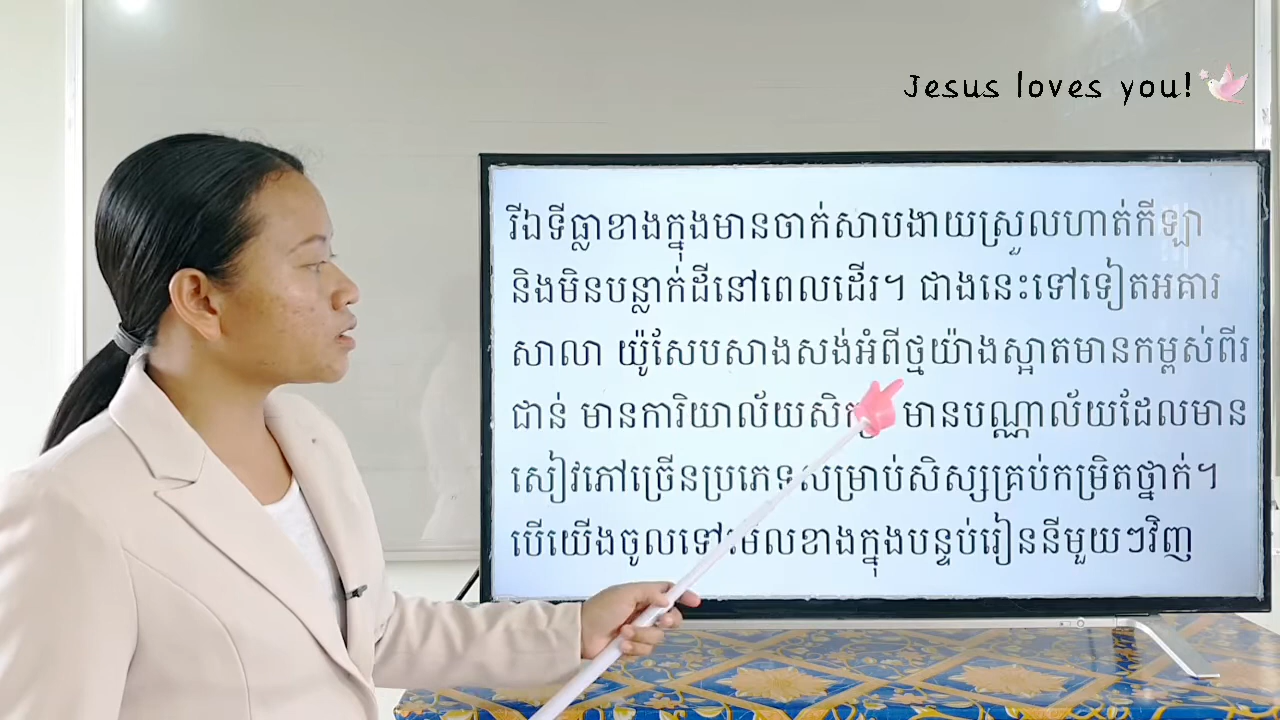 Jesus loves you!
រីឯទីធ្លាខាងក្នុងមានចាក់សាបងាយស្រួលហាត់កីឡា
និងមិនបន្លាក់ដីនៅពេលដើរ។ ជាងនេះទៅទៀតអគារ
សាលា យ៉ូសែបសាងសង់អំពីថ្មយ៉ាងស្អាតមានកម្ពស់ពីរ
ជាន់ មានការិយាល័យសិក្សា មានបណ្ណាល័យដែលមាន
សៀវភៅច្រើនប្រភេទសម្រាប់សិស្សគ្រប់កម្រិតថ្នាក់។
បើយើងចូលទៅមើលខាងក្នុងបន្ទប់រៀននីមួយៗវិញ